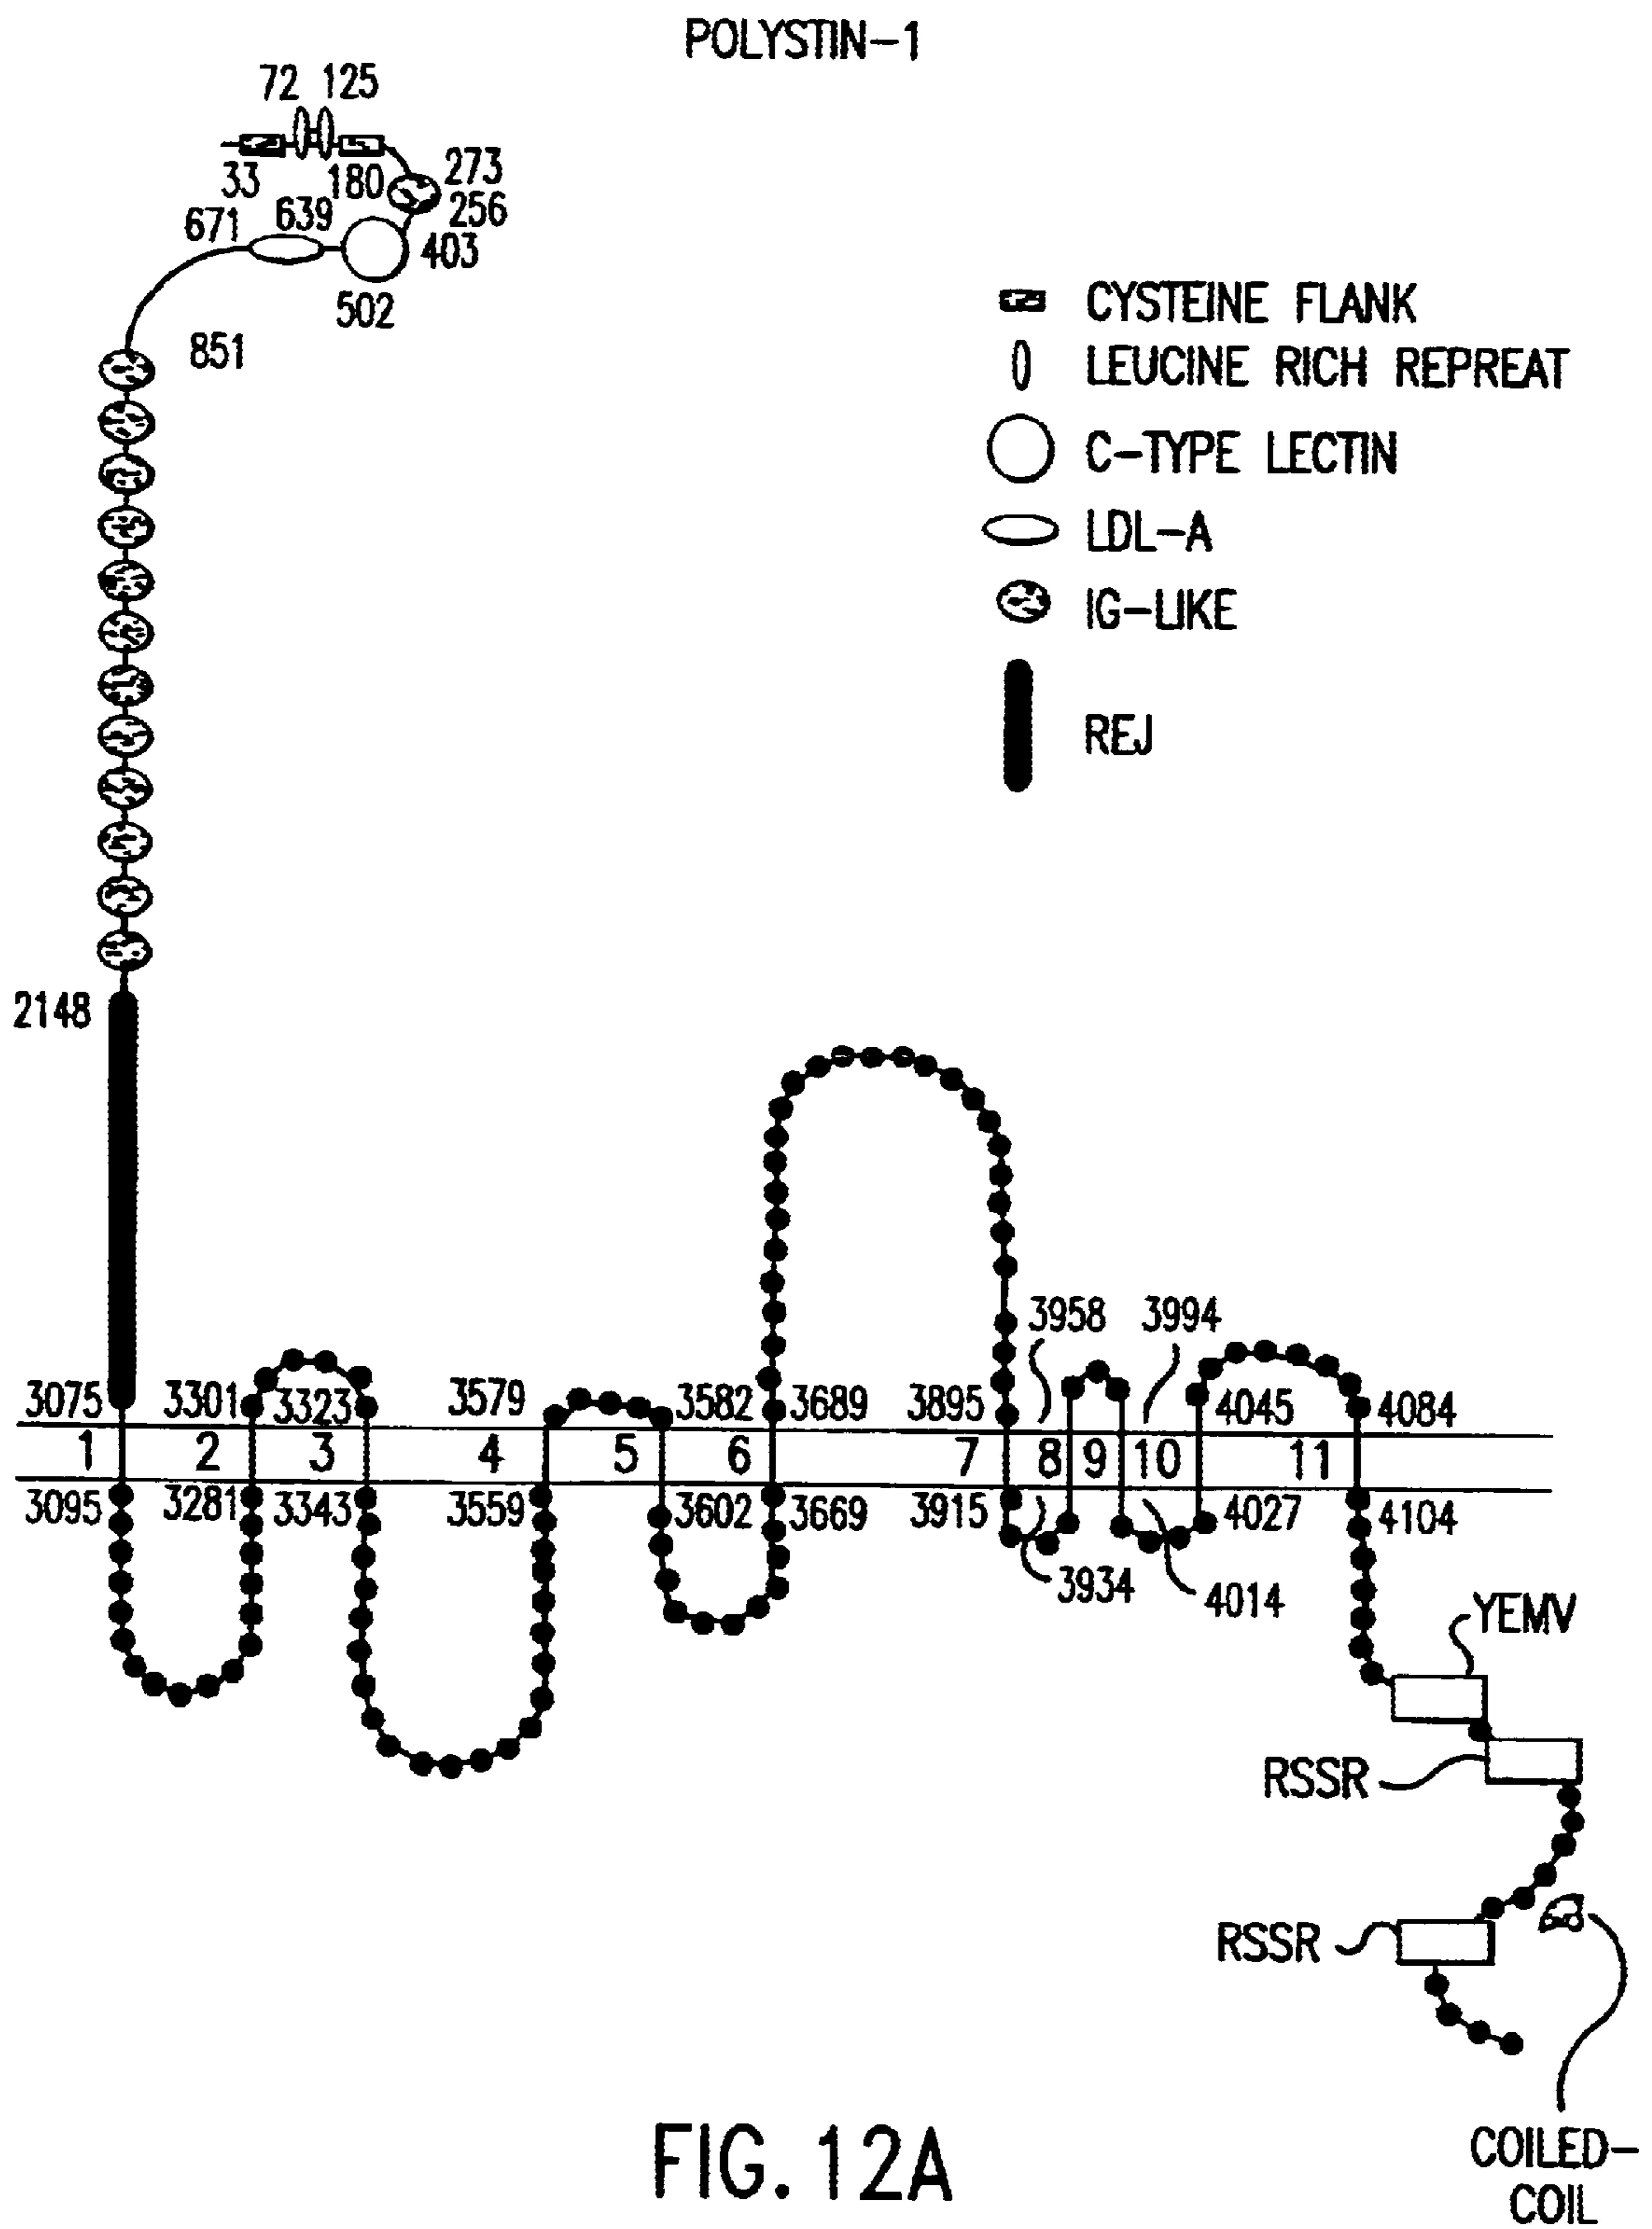 POLYSTIN-1
72 125
33 180 273
256
671 639 403
502
851
CYSTEINE FLANK
LEUCINE RICH REPREAT
C-TYPE LECTIN
LDL-A
IG-LIKE
REJ
2148
3958 3994
3075 3301 3323 3579 3582 3689 3895 4045 4084
1 2 3 4 5 6 7 8 9 10 11
3095 3281 3343 3559 3602 3669 3915 4027 4104
3934 4014
YEMV
RSSR
RSSR
COILED-
COIL
FIG. 12A